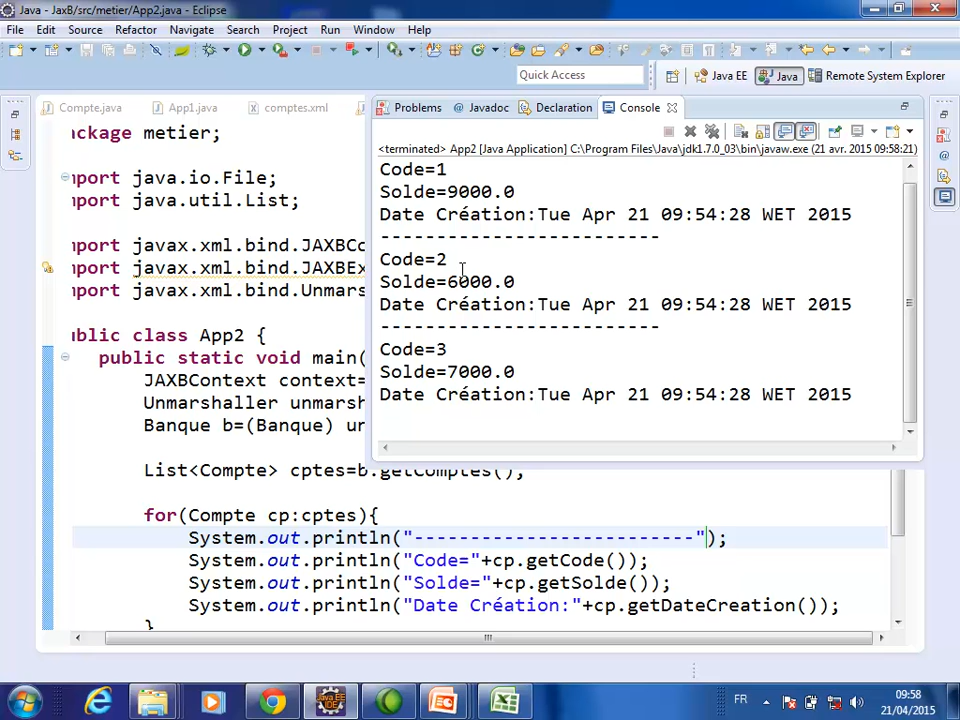 Java - JaxB/src/metier/App2.java - Eclipse
File Edit Source Refactor Navigate Search Project Run Window Help
Quick Access
Java EE
Java
Remote System Explorer
Compte.java
App1.java
comptes.xml
Problems
@ Javadoc
Declaration
Console
<terminated> App2 [Java Application] C:\Program Files\Java\jdk1.7.0_03\bin\javaw.exe (21 avr. 2015 09:58:21)
Code=1
Solde=9000.0
Date Création:Tue Apr 21 09:54:28 WET 2015
-------------------------
Code=2
Solde=6000.0
Date Création:Tue Apr 21 09:54:28 WET 2015
-------------------------
Code=3
Solde=7000.0
Date Création:Tue Apr 21 09:54:28 WET 2015
ackage metier;
mport java.io.File;
mport java.util.List;
mport javax.xml.bind.JAXBCo
mport javax.xml.bind.JAXBEx
mport javax.xml.bind.Unmars
ublic class App2 {
public static void main(
JAXBContext context=
Unmarshaller unmarsh
Banque b=(Banque) un
List<Compte> cptes=b.getComptes();
for(Compte cp:cptes){
System.out.println("-------------------------");
System.out.println("Code="+cp.getCode());
System.out.println("Solde="+cp.getSolde());
System.out.println("Date Création:"+cp.getDateCreation());
}
FR
09:58
21/04/2015